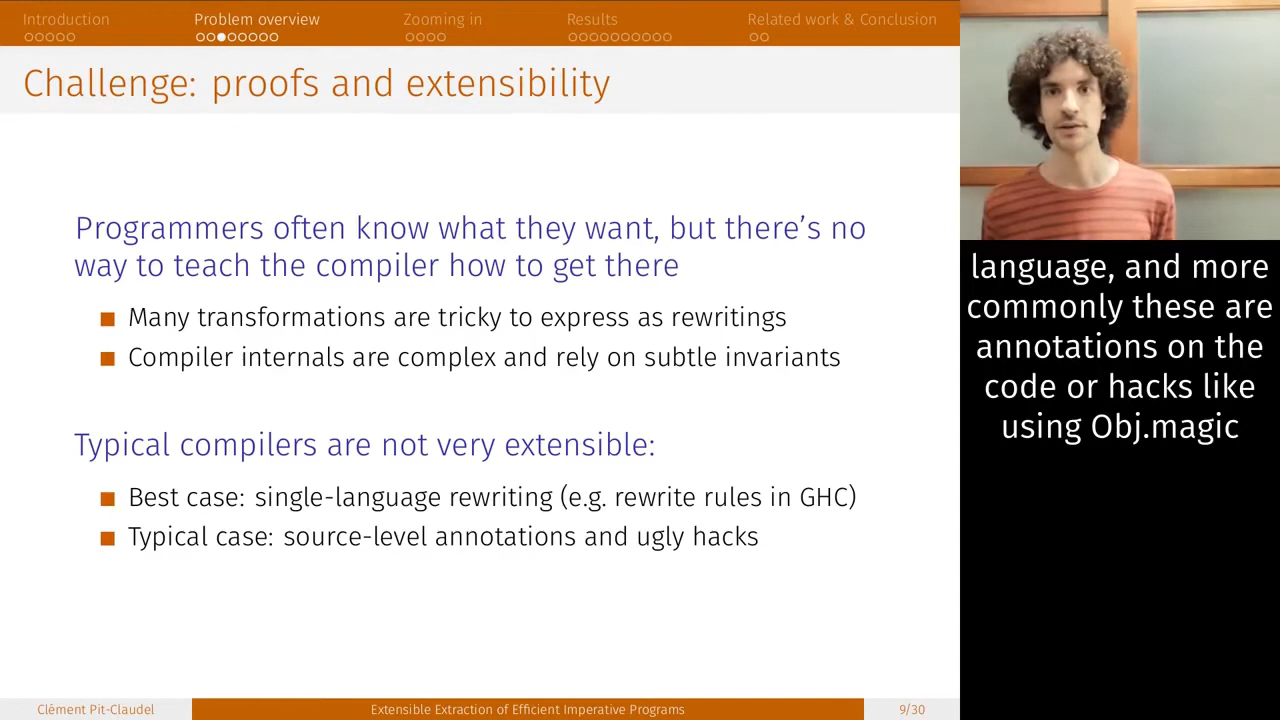 Introduction
Problem overview
Zooming in
Results
Related work & Conclusion
Challenge: proofs and extensibility
Programmers often know what they want, but there's no
way to teach the compiler how to get there
Many transformations are tricky to express as rewritings
Compiler internals are complex and rely on subtle invariants
Typical compilers are not very extensible:
Best case: single-language rewriting (e.g. rewrite rules in GHC)
Typical case: source-level annotations and ugly hacks
language, and more
commonly these are
annotations on the
code or hacks like
using Obj.magic
Clément Pit-Claudel
Extensible Extraction of Efficient Imperative Programs
9/30